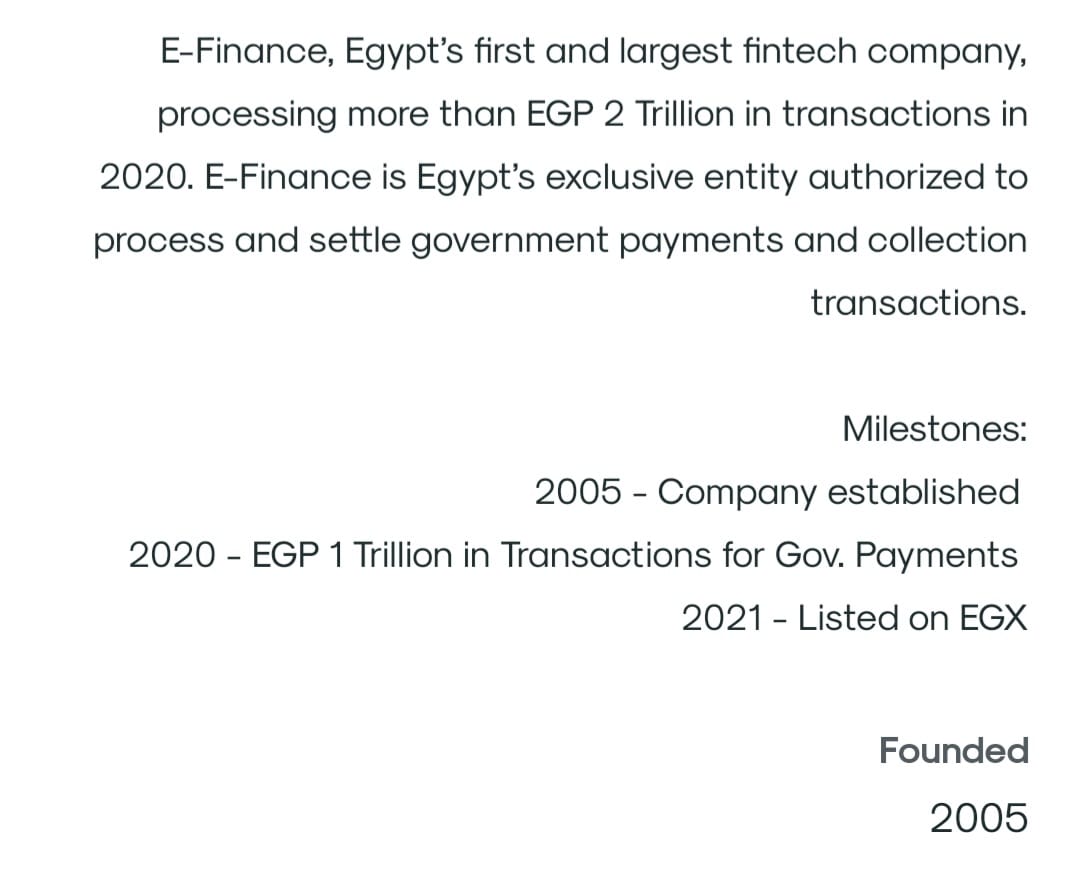 E-Finance, Egypt’s first and largest fintech company,
processing more than EGP 2 Trillion in transactions in
2020. E-Finance is Egypt’s exclusive entity authorized to
process and settle government payments and collection
transactions.
Milestones:
2005 - Company established
2020 - EGP 1 Trillion in Transactions for Gov. Payments
2021 - Listed on EGX
Founded
2005